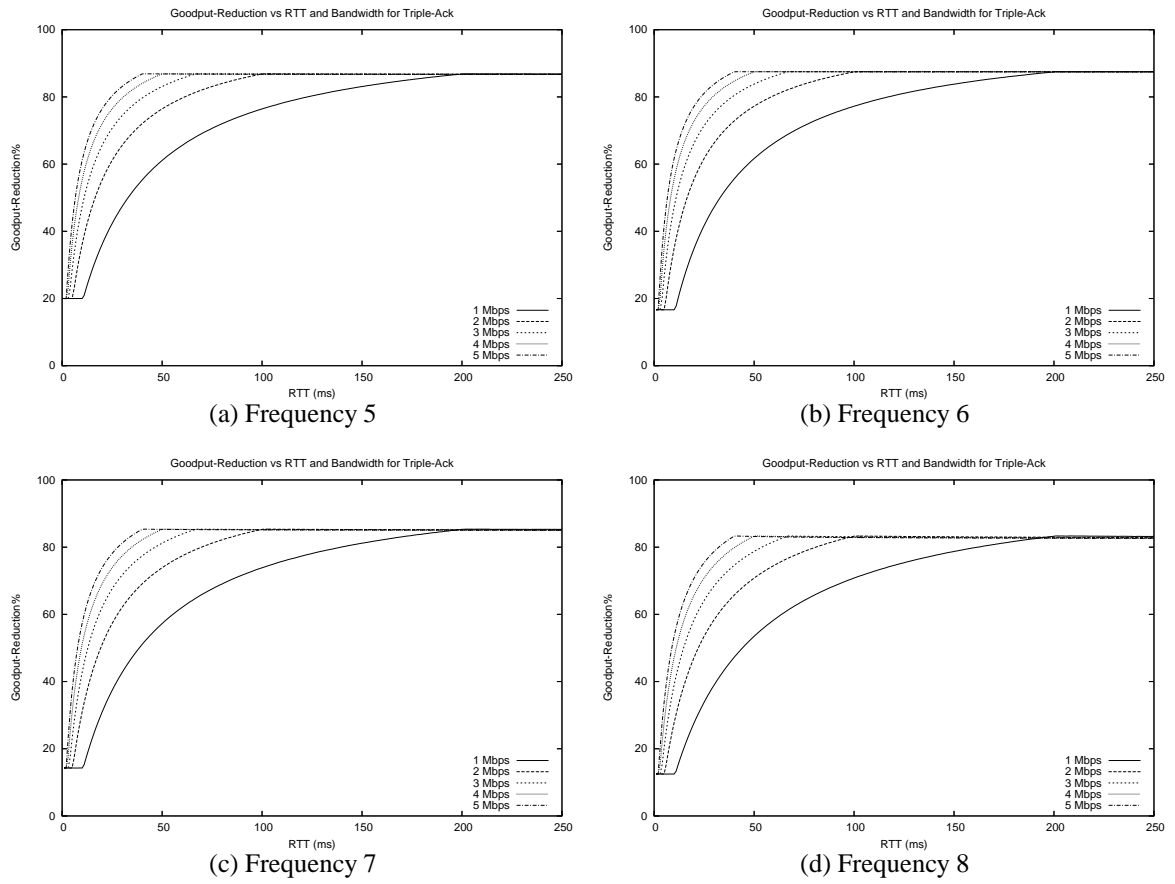 Goodput-Reduction vs RTT and Bandwidth for Triple-Ack
100
80
60
40
20
0
Goodput-Reduction%
1 Mbps
2 Mbps
3 Mbps
4 Mbps
5 Mbps
0 50 100 150 200 250
RTT (ms)
(a) Frequency 5
Goodput-Reduction vs RTT and Bandwidth for Triple-Ack
100
80
60
40
20
0
Goodput-Reduction%
1 Mbps
2 Mbps
3 Mbps
4 Mbps
5 Mbps
0 50 100 150 200 250
RTT (ms)
(b) Frequency 6
Goodput-Reduction vs RTT and Bandwidth for Triple-Ack
100
80
60
40
20
0
Goodput-Reduction%
1 Mbps
2 Mbps
3 Mbps
4 Mbps
5 Mbps
0 50 100 150 200 250
RTT (ms)
(c) Frequency 7
Goodput-Reduction vs RTT and Bandwidth for Triple-Ack
100
80
60
40
20
0
Goodput-Reduction%
1 Mbps
2 Mbps
3 Mbps
4 Mbps
5 Mbps
0 50 100 150 200 250
RTT (ms)
(d) Frequency 8